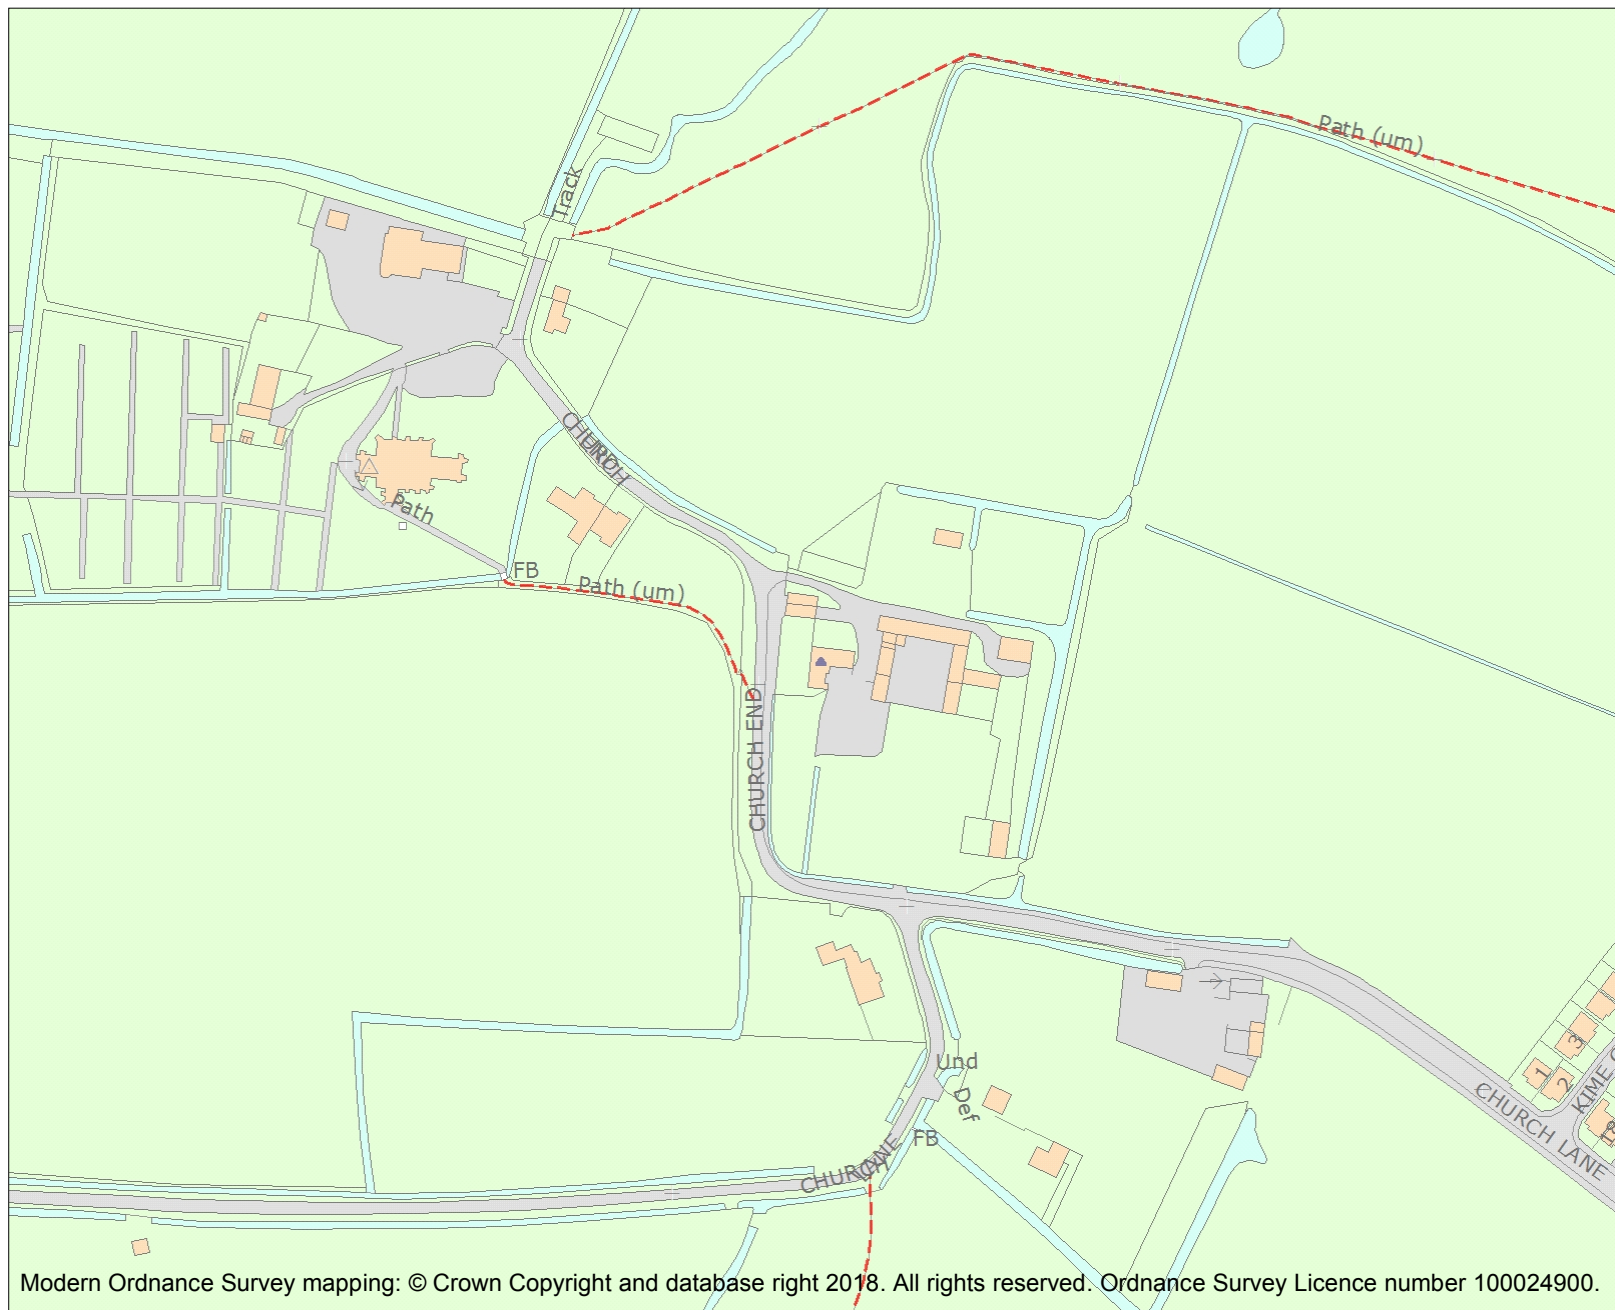 Path (um)
Track
CHURCH
END
Path
FB
Path (um)
CHURCH END
Und
Def
FB
CHURCH
LANE
3
1
2
KIME
CHURCH LANE
18
Modern Ordnance Survey mapping: © Crown Copyright and database right 2018. All rights reserved. Ordnance Survey Licence number 100024900.